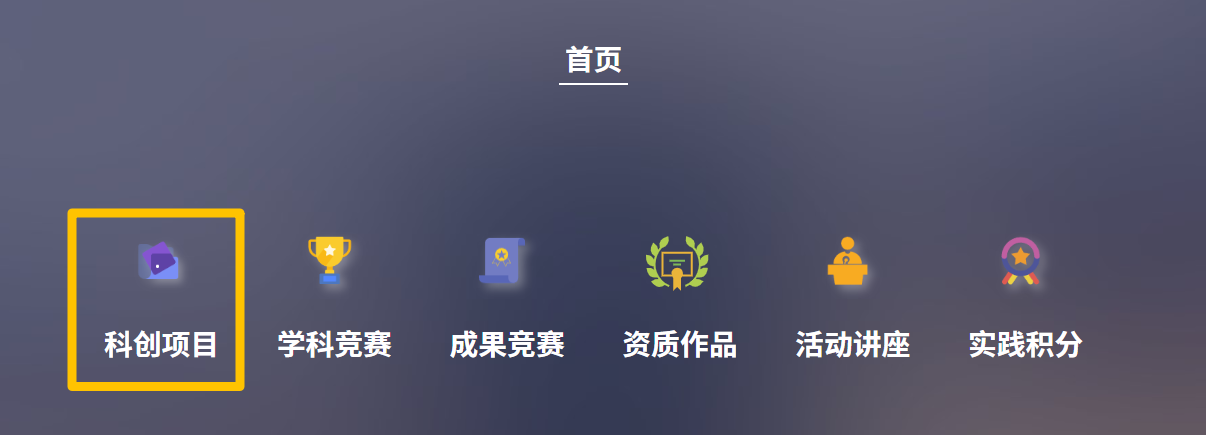 首页
科创项目
学科竞赛
成果竞赛
资质作品
活动讲座
实践积分